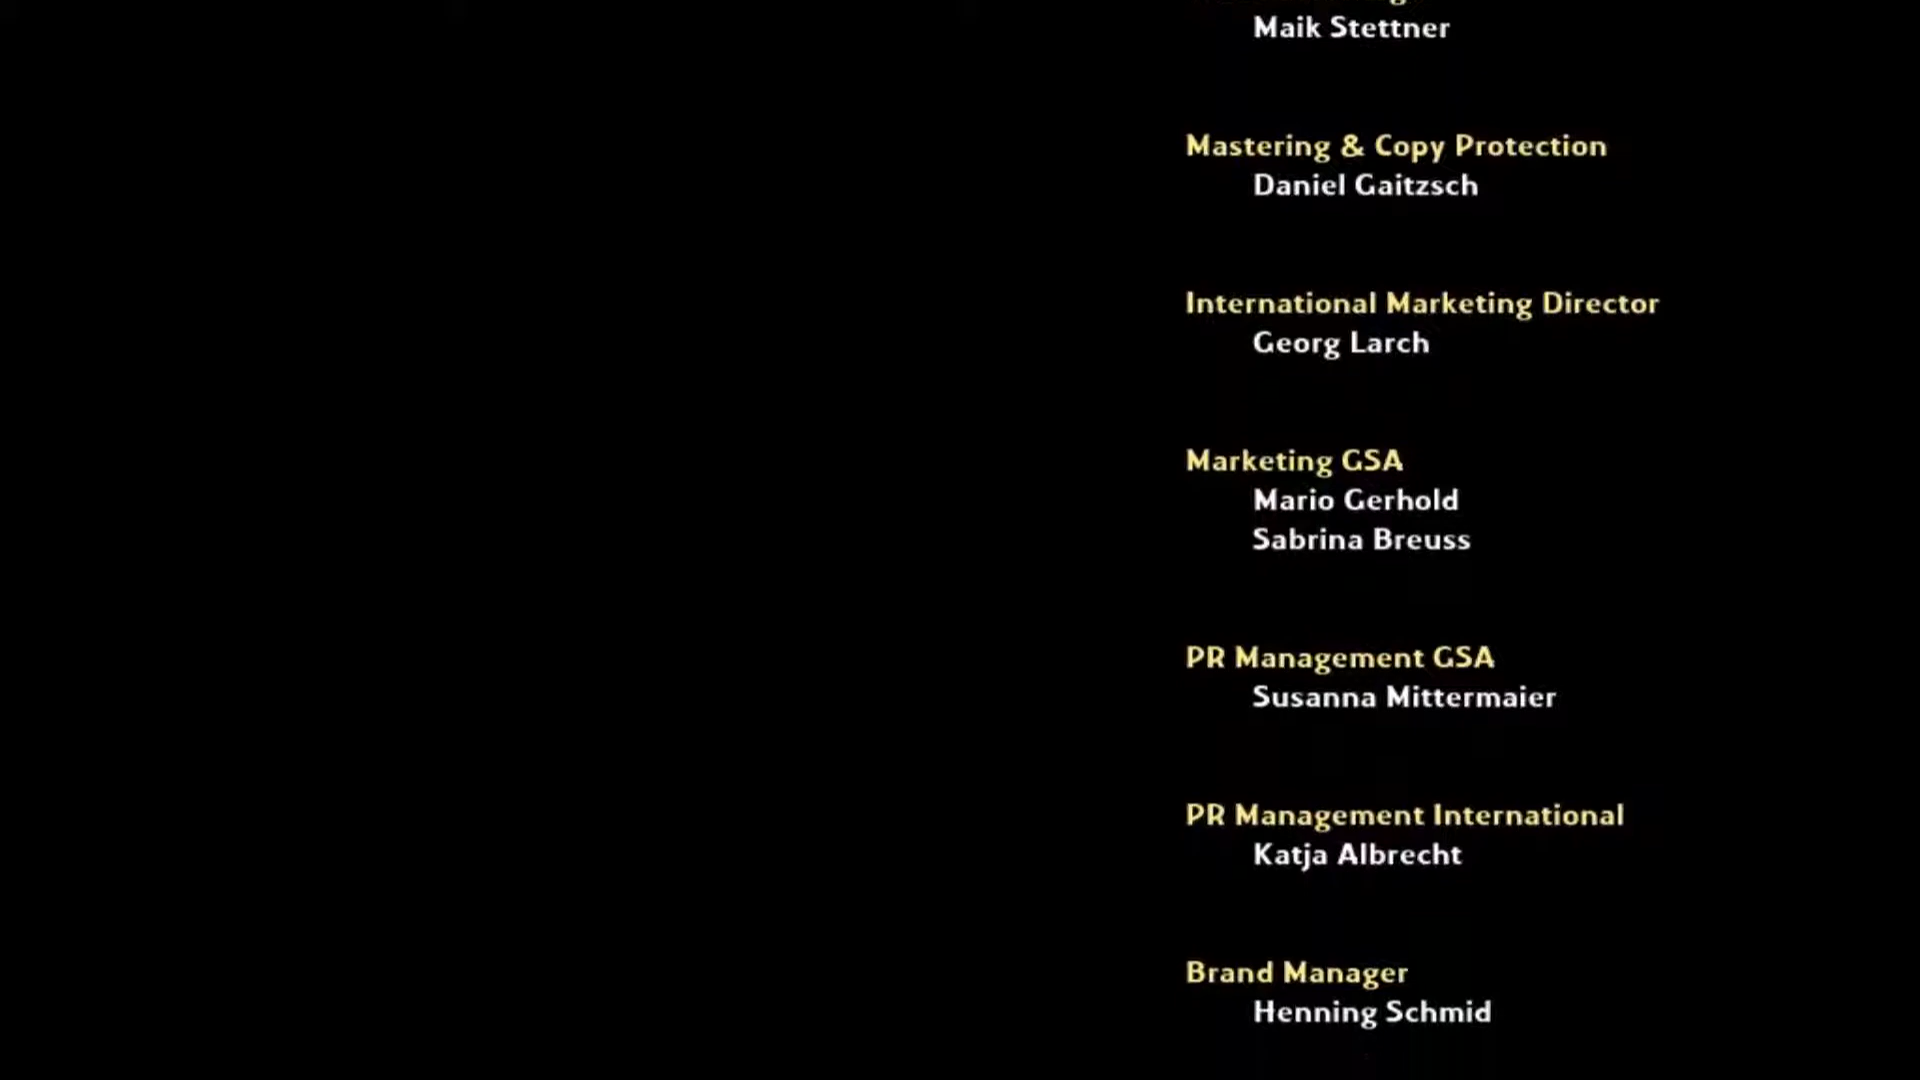 Maik Stettner
Mastering & Copy Protection
Daniel Gaitzsch
International Marketing Director
Georg Larch
Marketing GSA
Mario Gerhold
Sabrina Breuss
PR Management GSA
Susanna Mittermaier
PR Management International
Katja Albrecht
Brand Manager
Henning Schmid